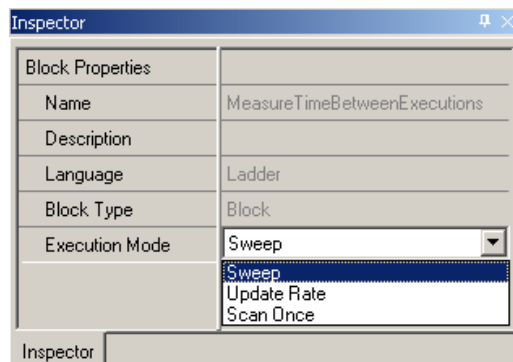 Inspector
Block Properties
Name MeasureTimeBetweenExecutions
Description
Language Ladder
Block Type Block
Execution Mode Sweep
Sweep
Update Rate
Scan Once
Inspector